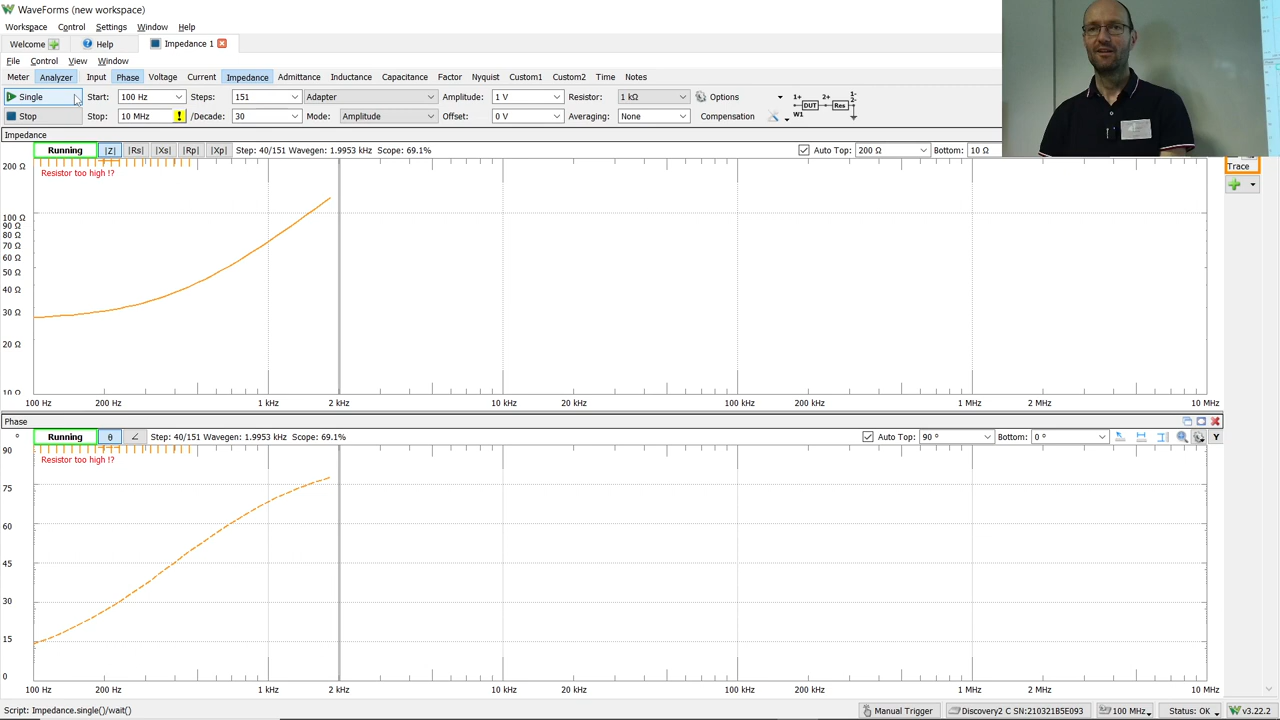 WaveForms (new workspace)
Workspace Control Settings Window Help
Welcome Help Impedance 1
File Control View Window
Meter Analyzer Input Phase Voltage Current Impedance Admittance Inductance Capacitance Factor Nyquist Custom1 Custom2 Time Notes
Single Start: 100 Hz Steps: 151 Adapter Amplitude: 1 V Resistor: 1 kΩ Options 1+ 2+ 1-
Stop Stop: 10 MHz ! /Decade: 30 Mode: Amplitude Offset: 0 V Averaging: None Compensation W1 DUT Res 2-
Impedance
Running |Z| |Rs| |Xs| |Rp| |Xp| Step: 40/151 Wavegen: 1.9953 kHz Scope: 69.1% Auto Top: 200 Ω Bottom: 10 Ω
Trace
200 Ω
Resistor too high !?
100 Ω
90 Ω
80 Ω
70 Ω
60 Ω
50 Ω
40 Ω
30 Ω
20 Ω
10 Ω
100 Hz 200 Hz 1 kHz 2 kHz 10 kHz 20 kHz 100 kHz 200 kHz 1 MHz 2 MHz 10 MHz
Phase
° Running θ ∠ Step: 40/151 Wavegen: 1.9953 kHz Scope: 69.1% Auto Top: 90 ° Bottom: 0 ° Y
90
Resistor too high !?
75
60
45
30
15
0
100 Hz 200 Hz 1 kHz 2 kHz 10 kHz 20 kHz 100 kHz 200 kHz 1 MHz 2 MHz 10 MHz
Script: Impedance.single()/wait() Manual Trigger Discovery2 C SN:210321B5E093 100 MHz Status: OK v3.22.2